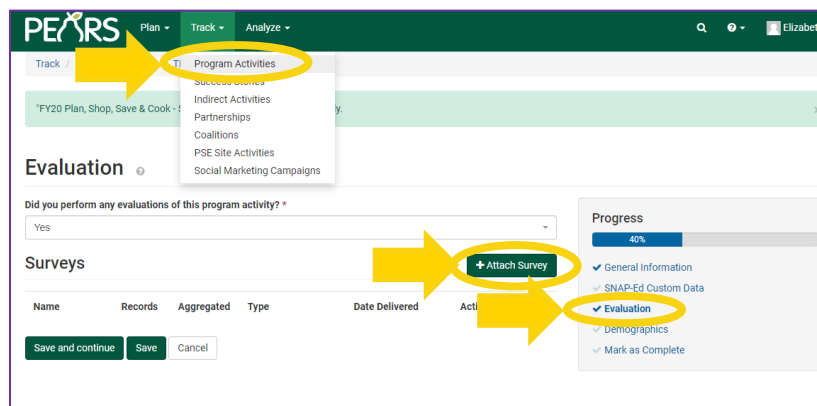 PEARS Plan Track Analyze Elizabet
Track / Program Activities
Success Stories
Indirect Activities
"FY20 Plan, Shop, Save & Cook - y.
Partnerships
Coalitions
PSE Site Activities
Social Marketing Campaigns
Evaluation
Did you perform any evaluations of this program activity? *
Yes
Progress
40%
Surveys
+ Attach Survey
General Information
SNAP-Ed Custom Data
Name Records Aggregated Type Date Delivered Acti
Evaluation
Demographics
Save and continue Save Cancel
Mark as Complete